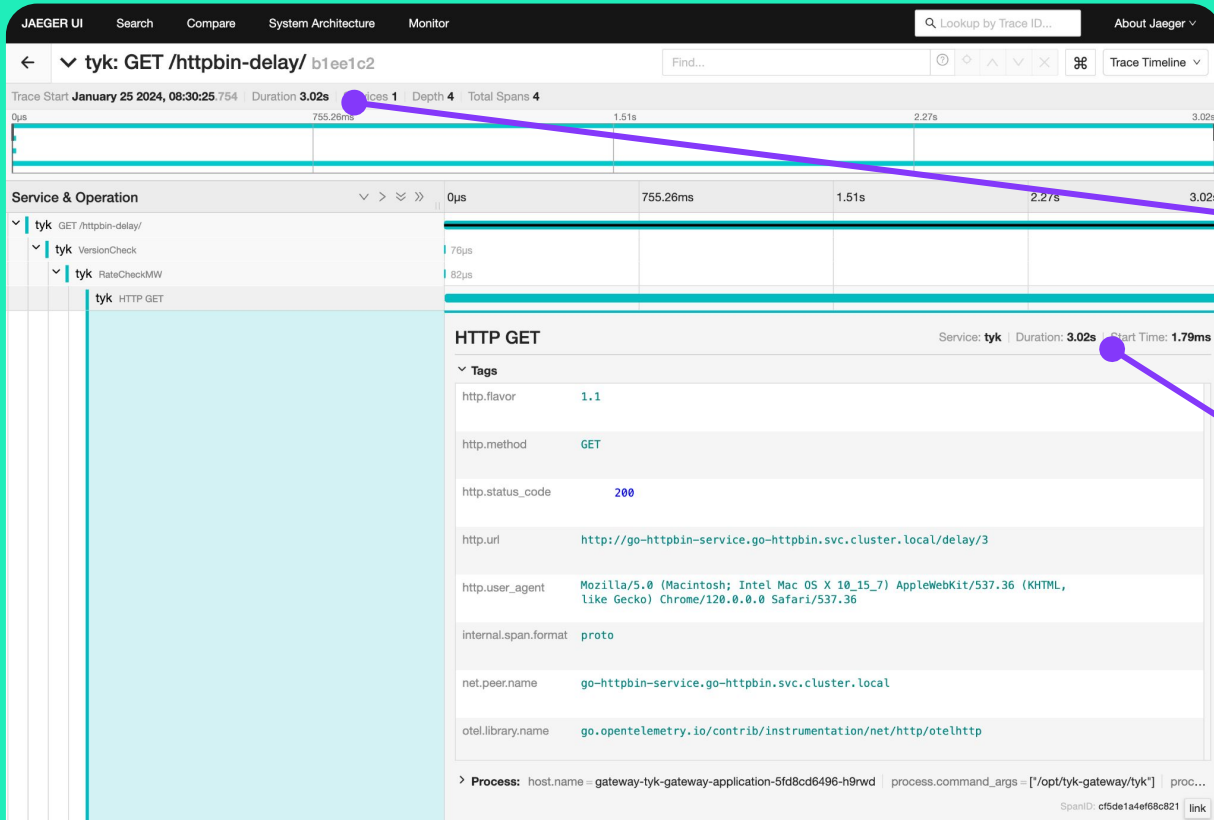 JAEGER UI Search Compare System Architecture Monitor Lookup by Trace ID... About Jaeger
tyk: GET /httpbin-delay/ b1ee1c2 Find... Trace Timeline
Trace Start January 25 2024, 08:30:25.754 Duration 3.02s 1 Depth 4 Total Spans 4
0µs 755.26ms 1.51s 2.27s 3.02s
Service & Operation 0µs 755.26ms 1.51s 2.27s 3.02s
tyk GET /httpbin-delay/
tyk VersionCheck 76µs
tyk RateCheckMW 82µs
tyk HTTP GET
HTTP GET Service: tyk Duration: 3.02s Start Time: 1.79ms
Tags
http.flavor 1.1
http.method GET
http.status_code 200
http.url http://go-httpbin-service.go-httpbin.svc.cluster.local/delay/3
http.user_agent Mozilla/5.0 (Macintosh; Intel Mac OS X 10_15_7) AppleWebKit/537.36 (KHTML,
like Gecko) Chrome/120.0.0.0 Safari/537.36
internal.span.format proto
net.peer.name go-httpbin-service.go-httpbin.svc.cluster.local
otel.library.name go.opentelemetry.io/contrib/instrumentation/net/http/otelhttp
Process: host.name = gateway-tyk-gateway-application-5fd8cd6496-h9rwd process.command_args = ["/opt/tyk-gateway/tyk"] proc...
SpanID: cf5de1a4ef68c821 link